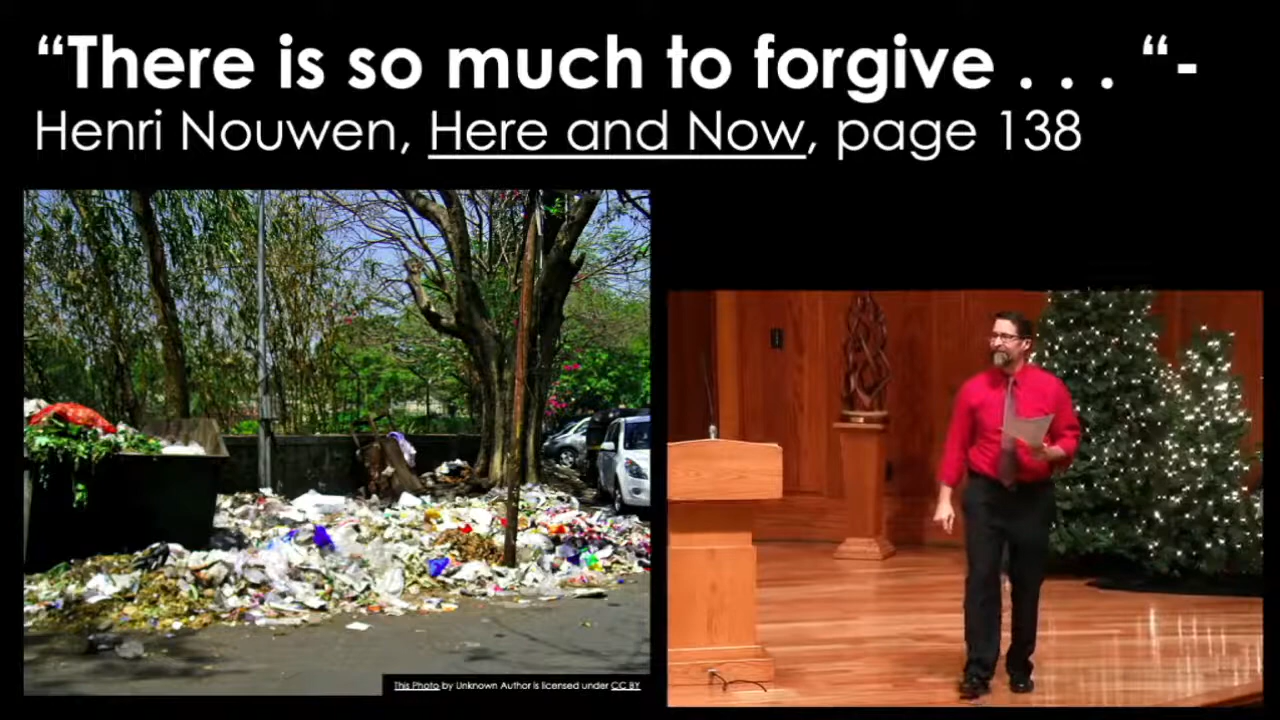 “There is so much to forgive . . . “-
Henri Nouwen, Here and Now, page 138
This Photo by Unknown Author is licensed under CC BY